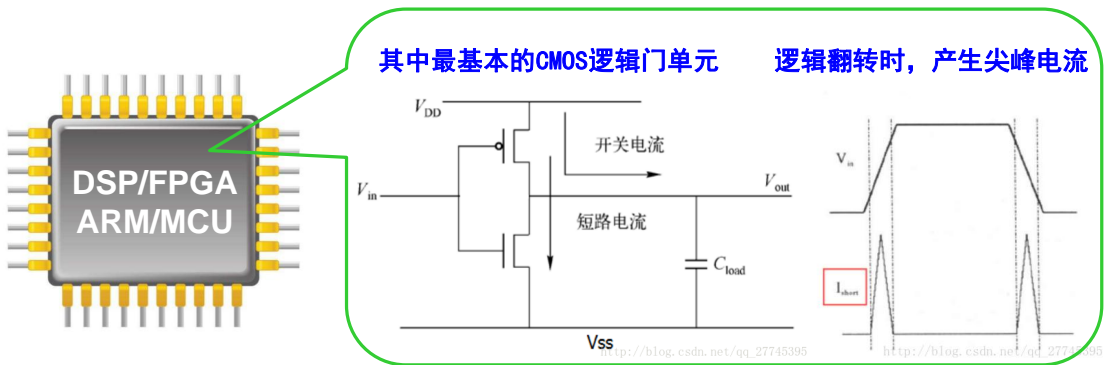 其中最基本的CMOS逻辑门单元
逻辑翻转时，产生尖峰电流
DSP/FPGA
ARM/MCU
VDD
开关电流
Vin
Vout
短路电流
Cload
Vss
http://blog.csdn.net/qq_27745395
Vin
Ishort
http://blog.csdn.net/qq_27745395